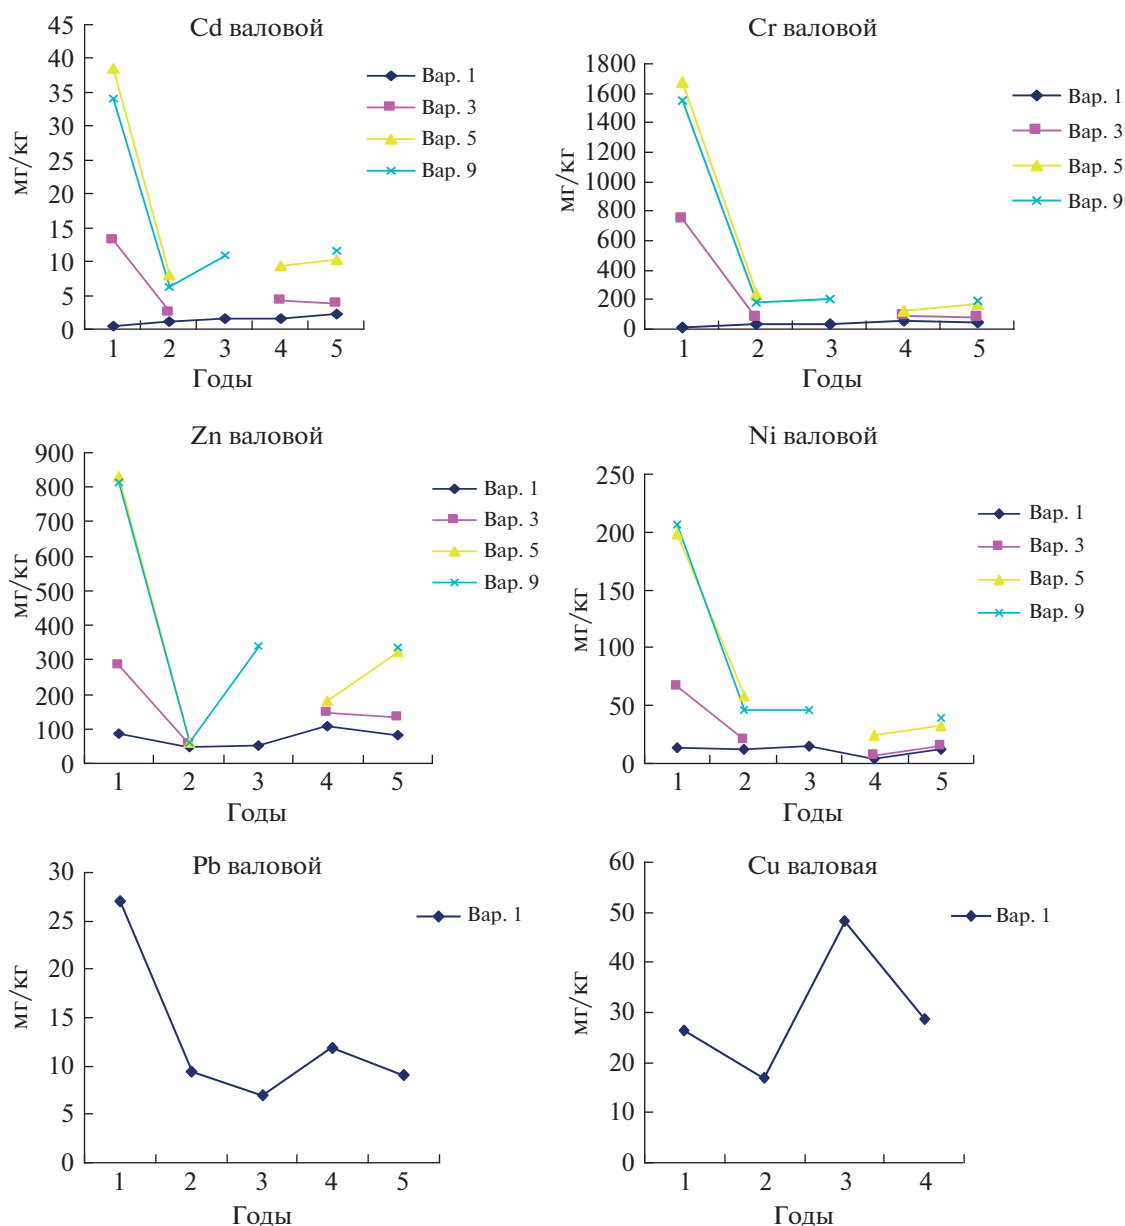 Cd валовой
45
40
35
30
25
20
15
10
5
0
мг/кг
1 2 3 4 5
Годы
Вар. 1
Вар. 3
Вар. 5
Вар. 9
Cr валовой
1800
1600
1400
1200
1000
800
600
400
200
0
мг/кг
1 2 3 4 5
Годы
Вар. 1
Вар. 3
Вар. 5
Вар. 9
Zn валовой
900
800
700
600
500
400
300
200
100
0
мг/кг
1 2 3 4 5
Годы
Вар. 1
Вар. 3
Вар. 5
Вар. 9
Ni валовой
250
200
150
100
50
0
мг/кг
1 2 3 4 5
Годы
Вар. 1
Вар. 3
Вар. 5
Вар. 9
Pb валовой
30
25
20
15
10
5
0
мг/кг
1 2 3 4 5
Годы
Вар. 1
Cu валовая
60
50
40
30
20
10
0
мг/кг
1 2 3 4
Годы
Вар. 1